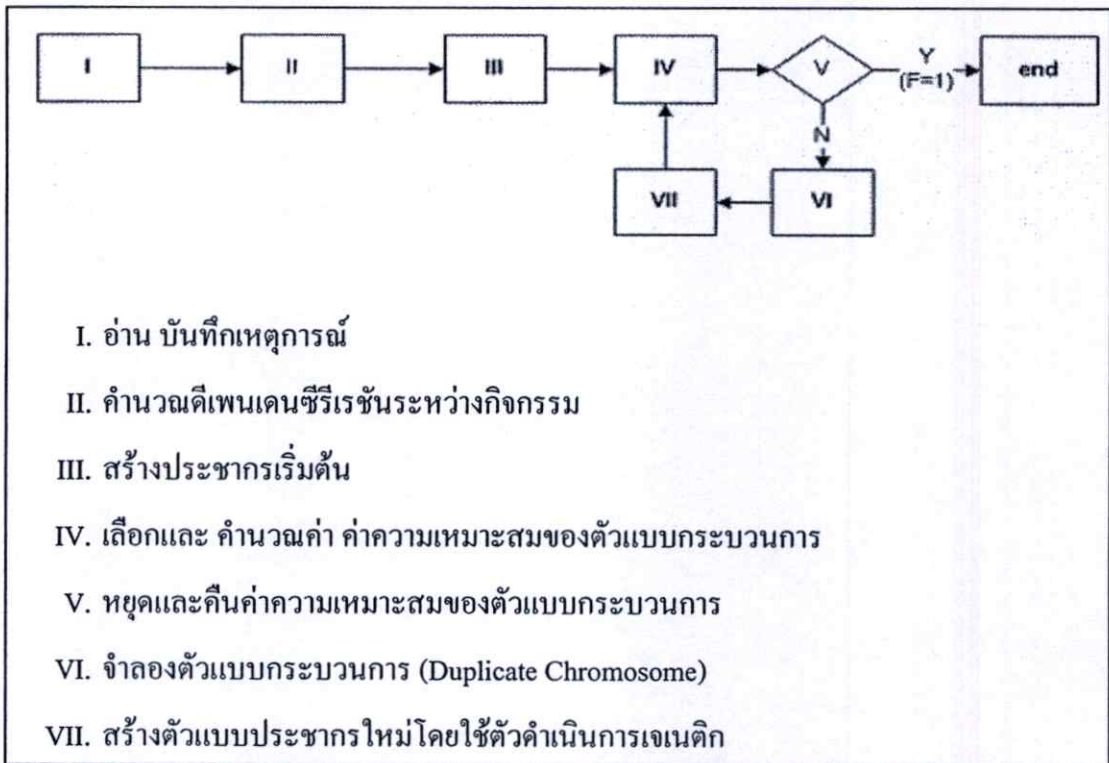 I II III IV V Y end
(F=1)
N
VII VI
I. อ่าน บันทึกเหตุการณ์
II. คำนวณดีเพนเดนซีรีเรชันระหว่างกิจกรรม
III. สร้างประชากรเริ่มต้น
IV. เลือกและ คำนวณค่า ค่าความเหมาะสมของตัวแบบกระบวนการ
V. หยุดและคืนค่าความเหมาะสมของตัวแบบกระบวนการ
VI. จำลองตัวแบบกระบวนการ (Duplicate Chromosome)
VII. สร้างตัวแบบประชากรใหม่โดยใช้ตัวดำเนินการเจเนติก